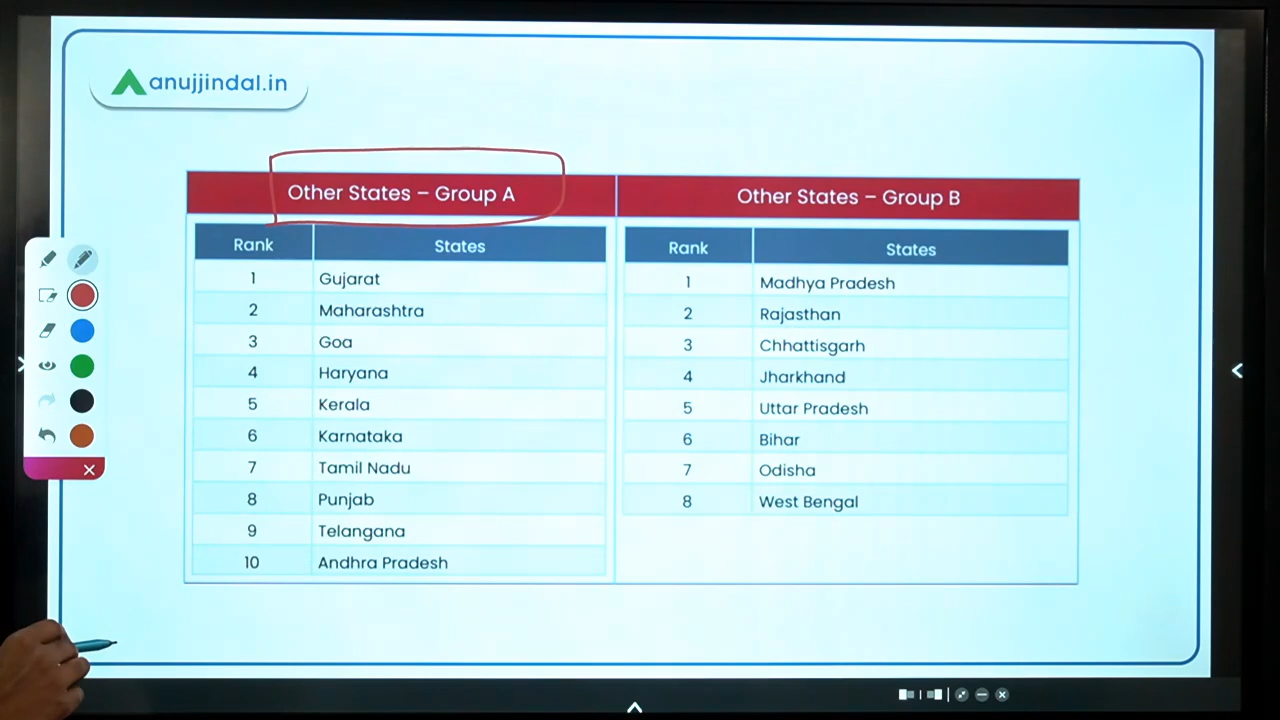 anujjindal.in
Other States – Group A
Other States – Group B
Rank States
1 Gujarat
2 Maharashtra
3 Goa
4 Haryana
5 Kerala
6 Karnataka
7 Tamil Nadu
8 Punjab
9 Telangana
10 Andhra Pradesh
Rank States
1 Madhya Pradesh
2 Rajasthan
3 Chhattisgarh
4 Jharkhand
5 Uttar Pradesh
6 Bihar
7 Odisha
8 West Bengal